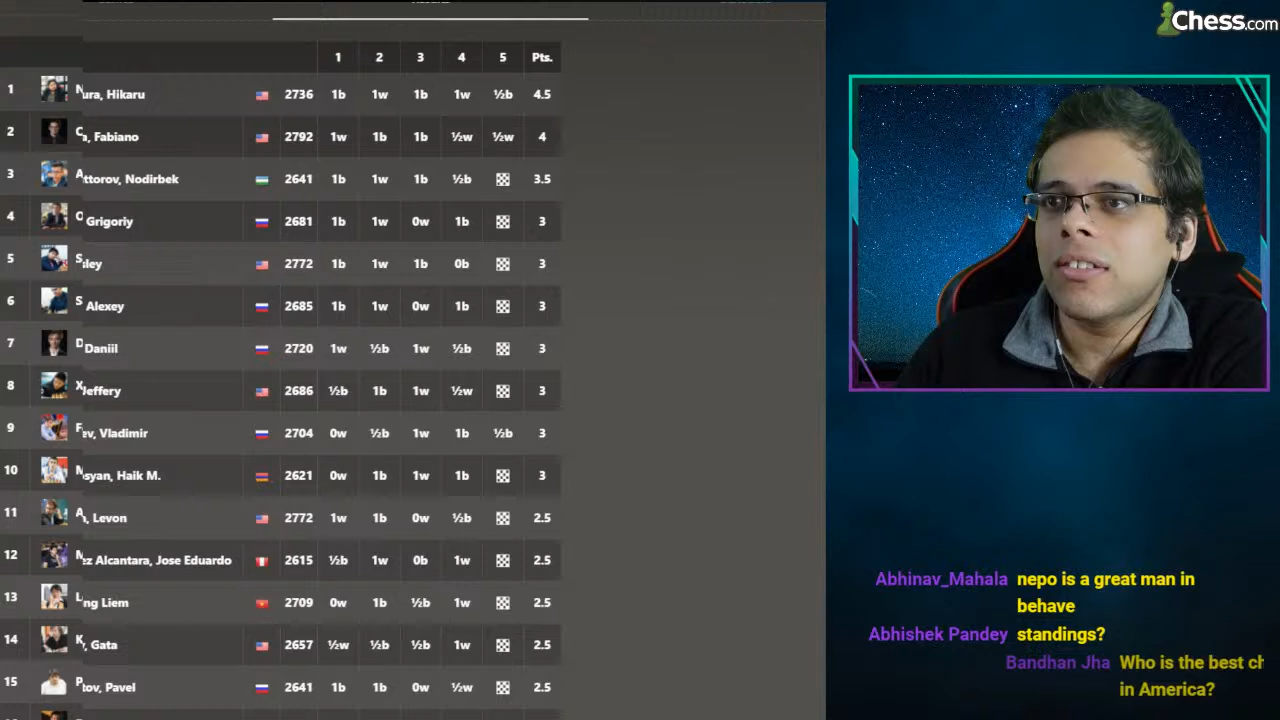 Chess.com
1 2 3 4 5 Pts.
1 N ura, Hikaru 2736 1b 1w 1b 1w ½b 4.5
2 C a, Fabiano 2792 1w 1b 1b ½w ½w 4
3 A ttorov, Nodirbek 2641 1b 1w 1b ½b 3.5
4 O Grigoriy 2681 1b 1w 0w 1b 3
5 S sley 2772 1b 1w 1b 0b 3
6 S Alexey 2685 1b 1w 0w 1b 3
7 D Daniil 2720 1w ½b 1w ½b 3
8 X Jeffery 2686 ½b 1b 1w ½w 3
9 F ev, Vladimir 2704 0w ½b 1w 1b ½b 3
10 M osyan, Haik M. 2621 0w 1w 1w 1b 3
11 A n, Levon 2772 1w 1b 0w ½b 2.5
12 M ez Alcantara, Jose Eduardo 2615 ½b 1w 0b 1w 2.5
13 L ng Liem 2709 0w 1b ½b 1w 2.5
14 K y, Gata 2657 ½w ½b ½b 1w 2.5
15 P tov, Pavel 2641 1b 1b 0w ½w 2.5
Abhinav_Mahala nepo is a great man in
behave
Abhishek Pandey standings?
Bandhan Jha Who is the best ch
in America?